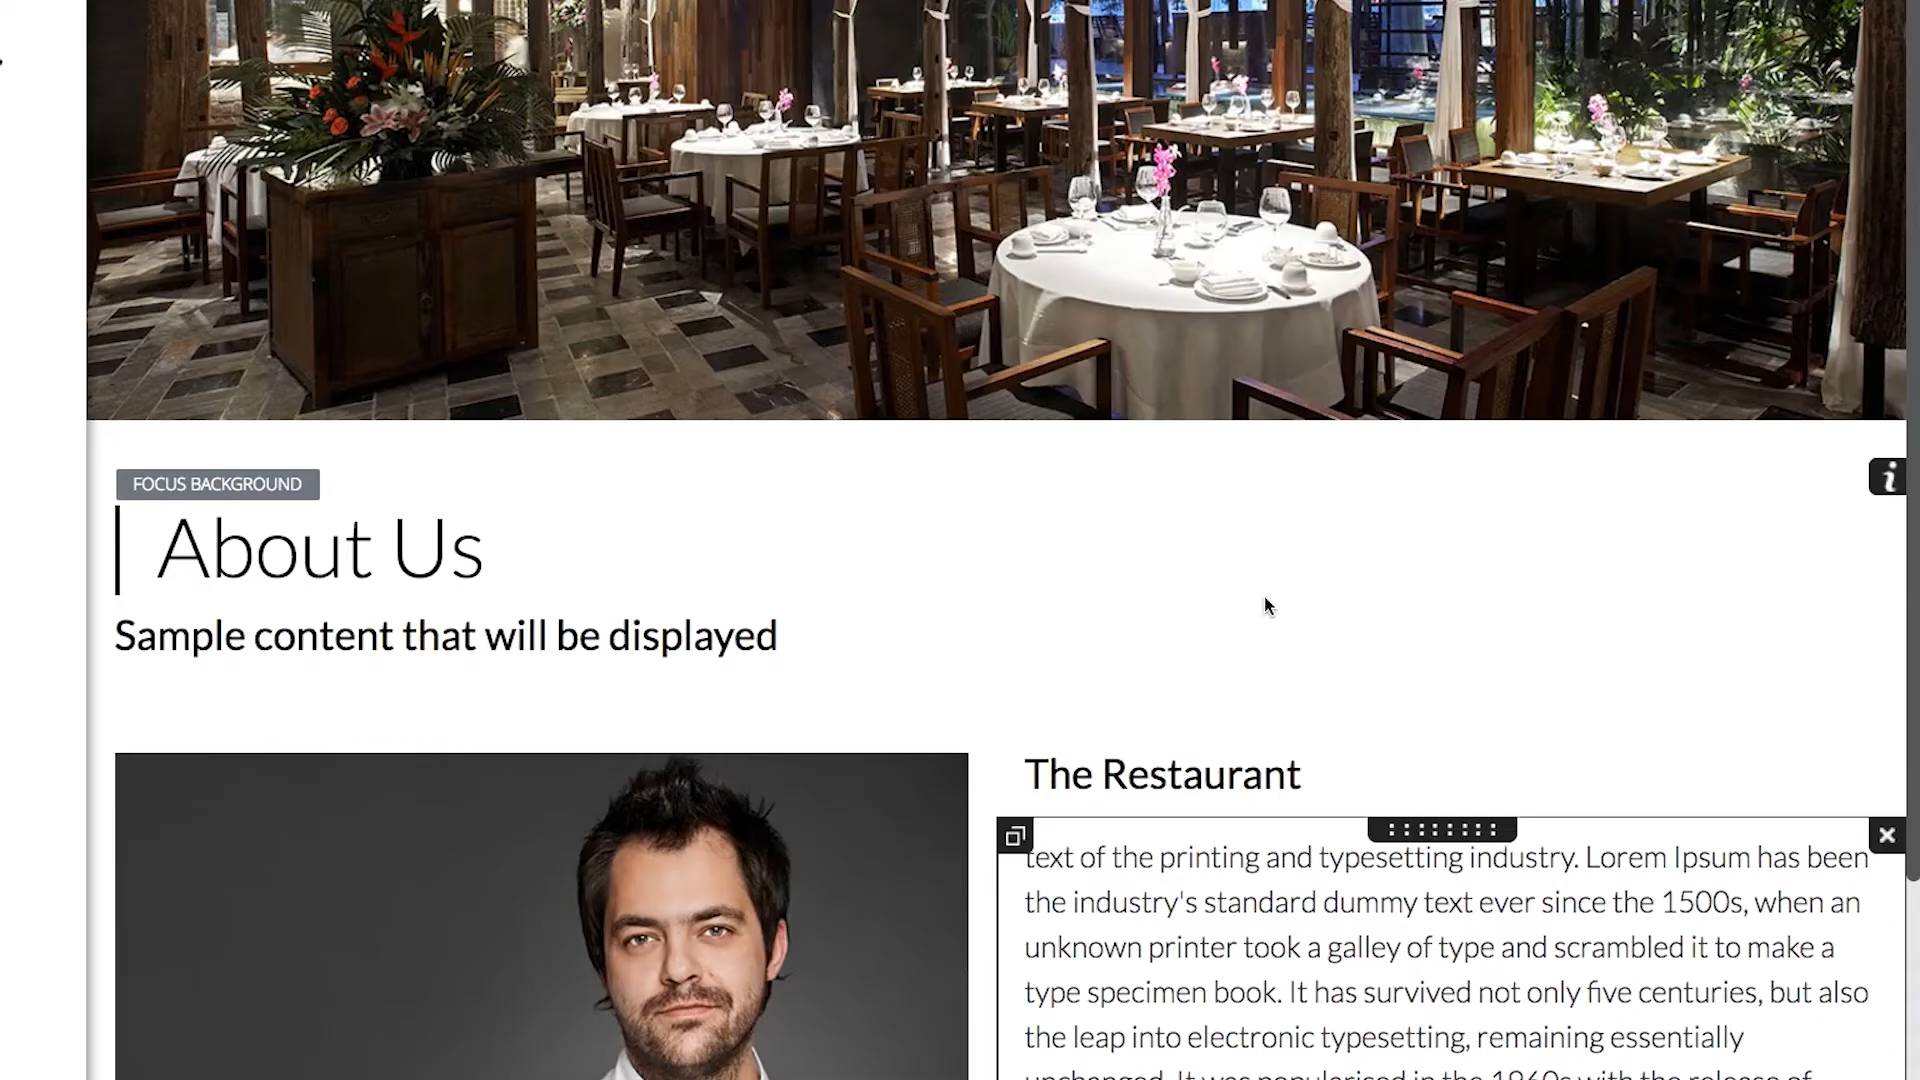 FOCUS BACKGROUND
About Us
Sample content that will be displayed
The Restaurant
text of the printing and typesetting industry. Lorem Ipsum has been
the industry's standard dummy text ever since the 1500s, when an
unknown printer took a galley of type and scrambled it to make a
type specimen book. It has survived not only five centuries, but also
the leap into electronic typesetting, remaining essentially
unchanged. It was popularised in the 1960s with the release of